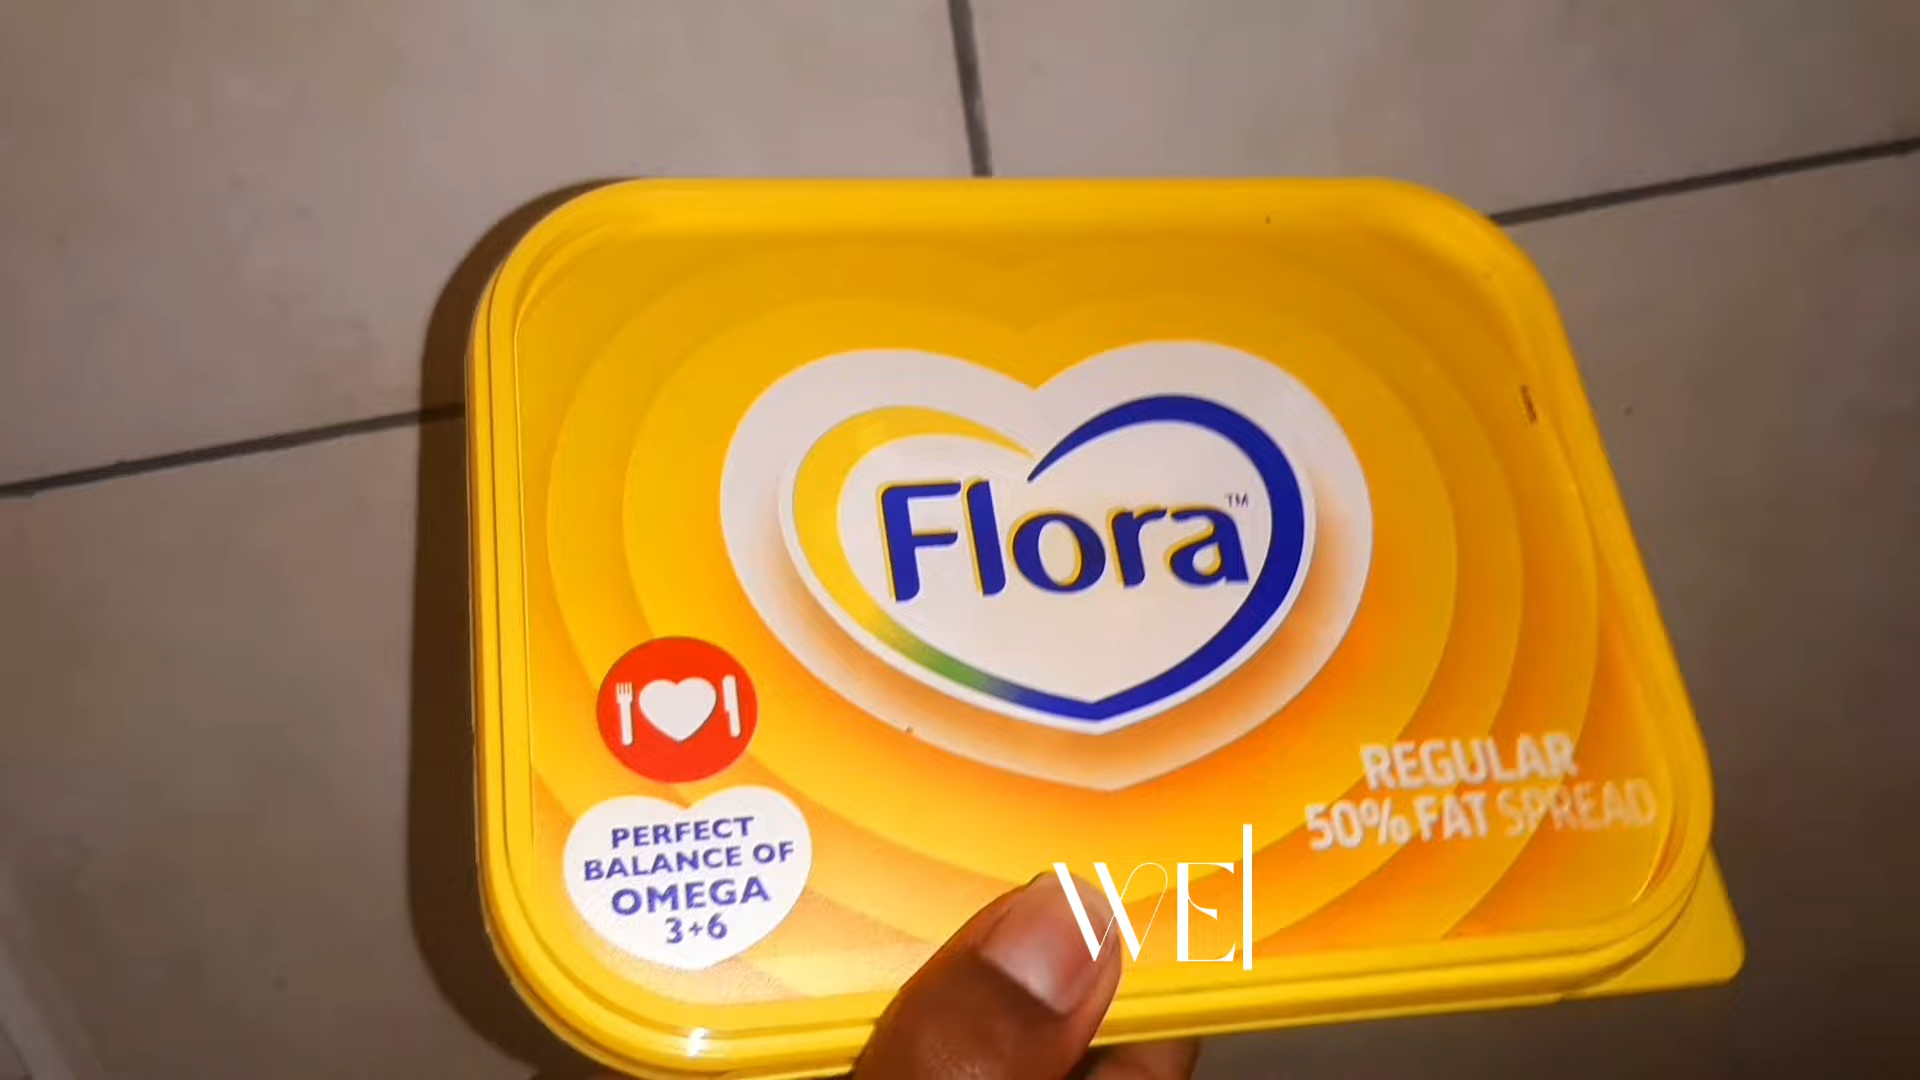 Flora™
REGULAR
50% FAT SPREAD
PERFECT
BALANCE OF
OMEGA
3+6
WE